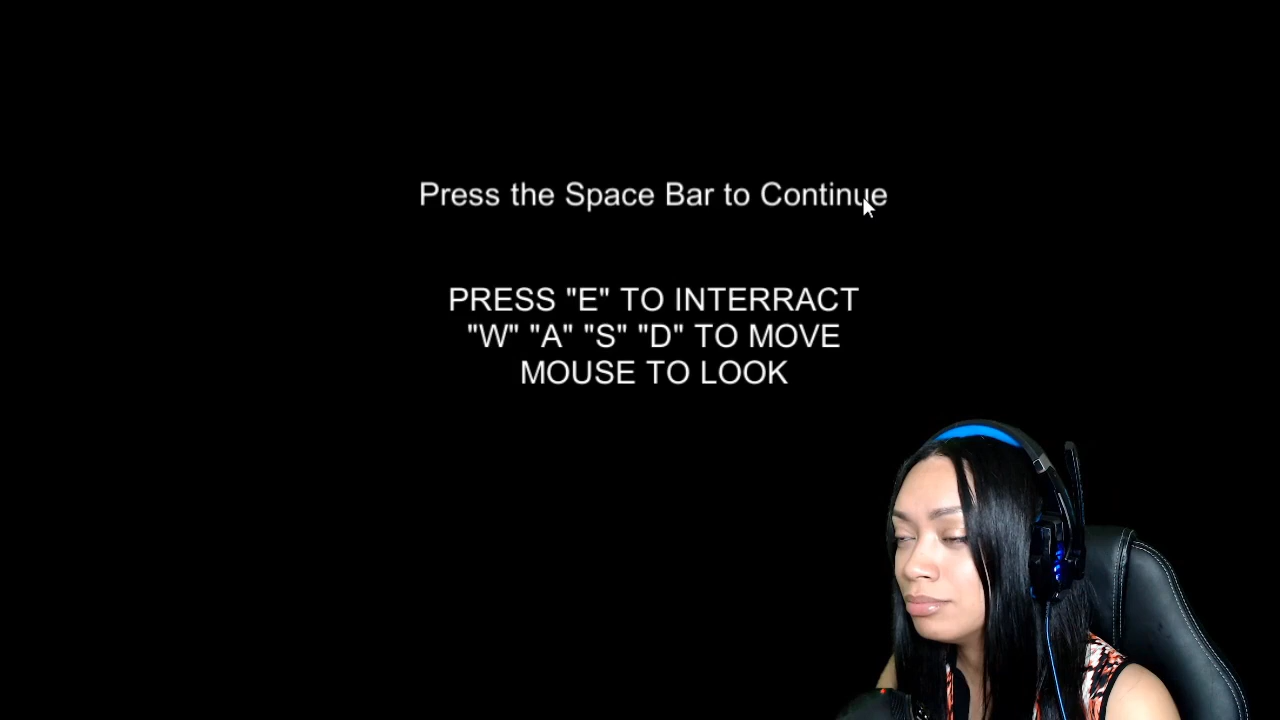 Press the Space Bar to Continue
PRESS "E" TO INTERRACT
"W" "A" "S" "D" TO MOVE
MOUSE TO LOOK